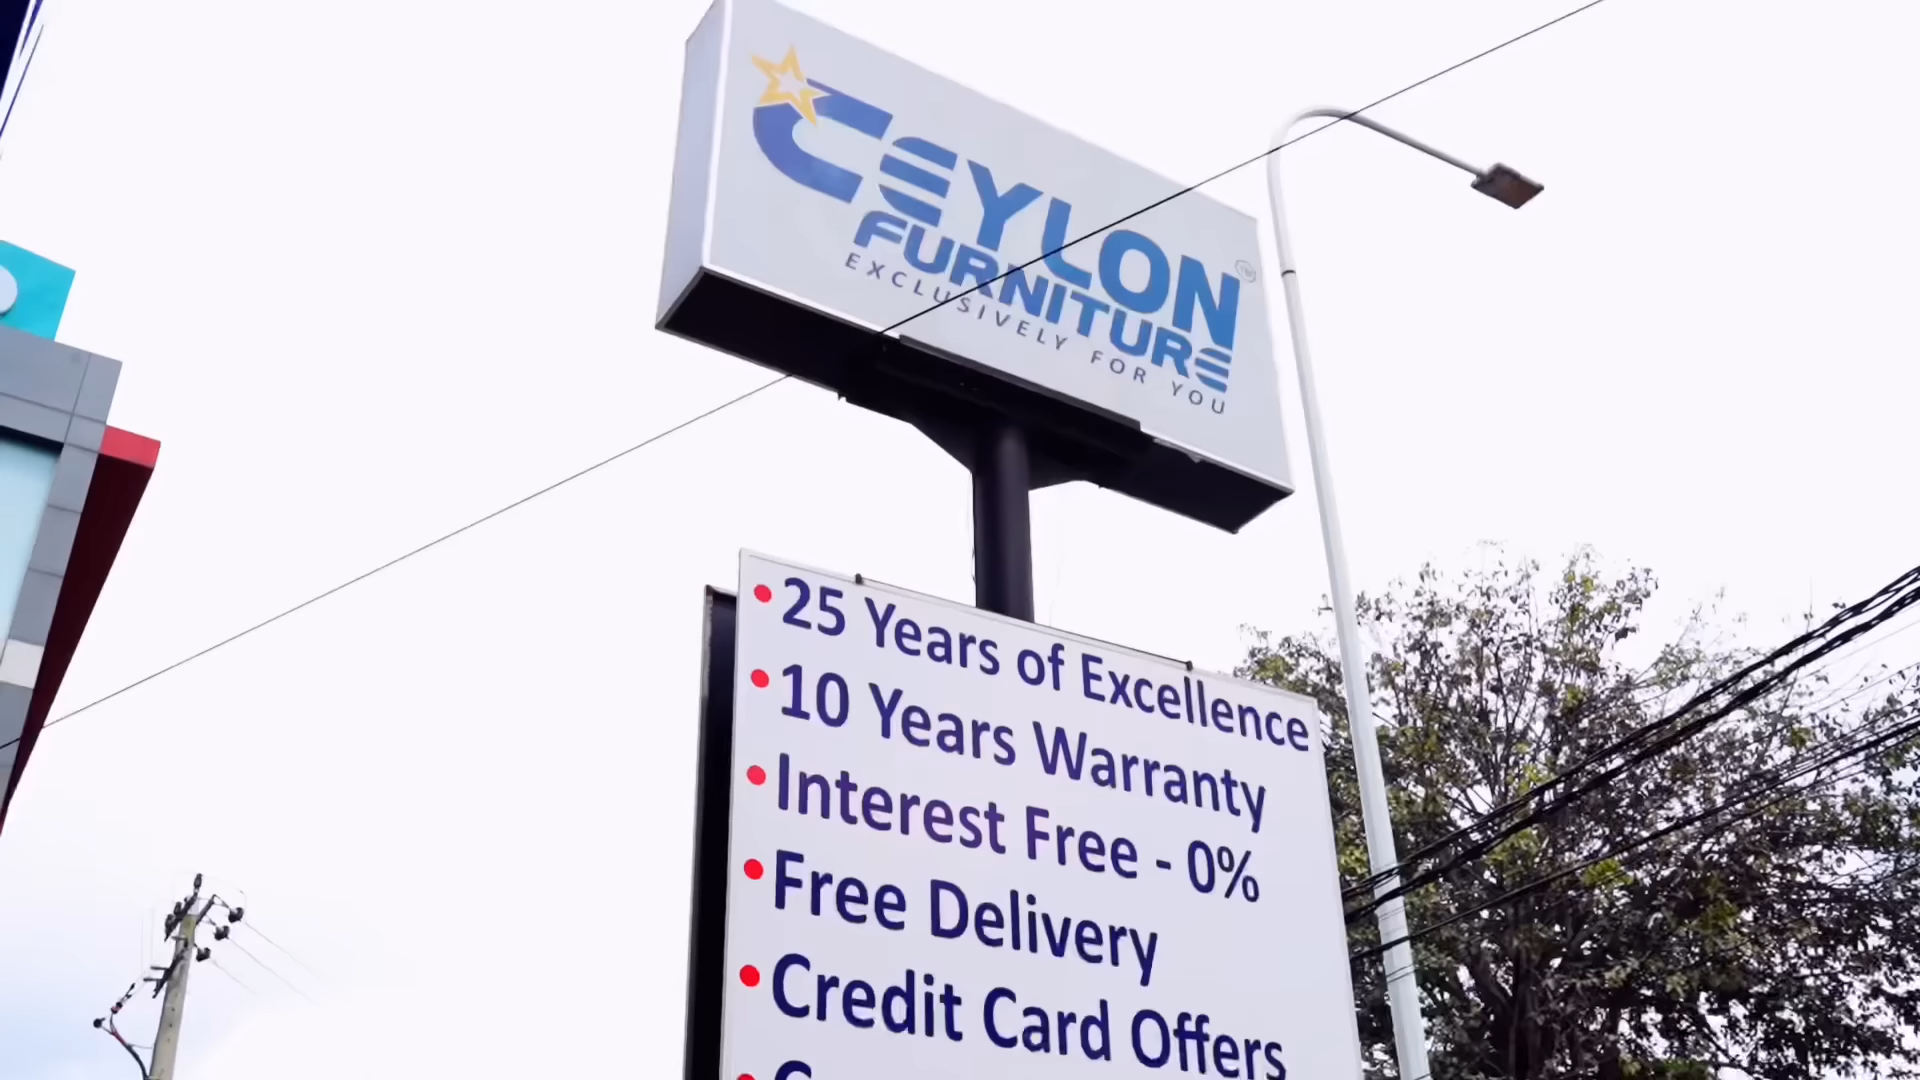 CEYLON
FURNITURE
EXCLUSIVELY FOR YOU
TM
• 25 Years of Excellence
• 10 Years Warranty
• Interest Free - 0%
• Free Delivery
• Credit Card Offers